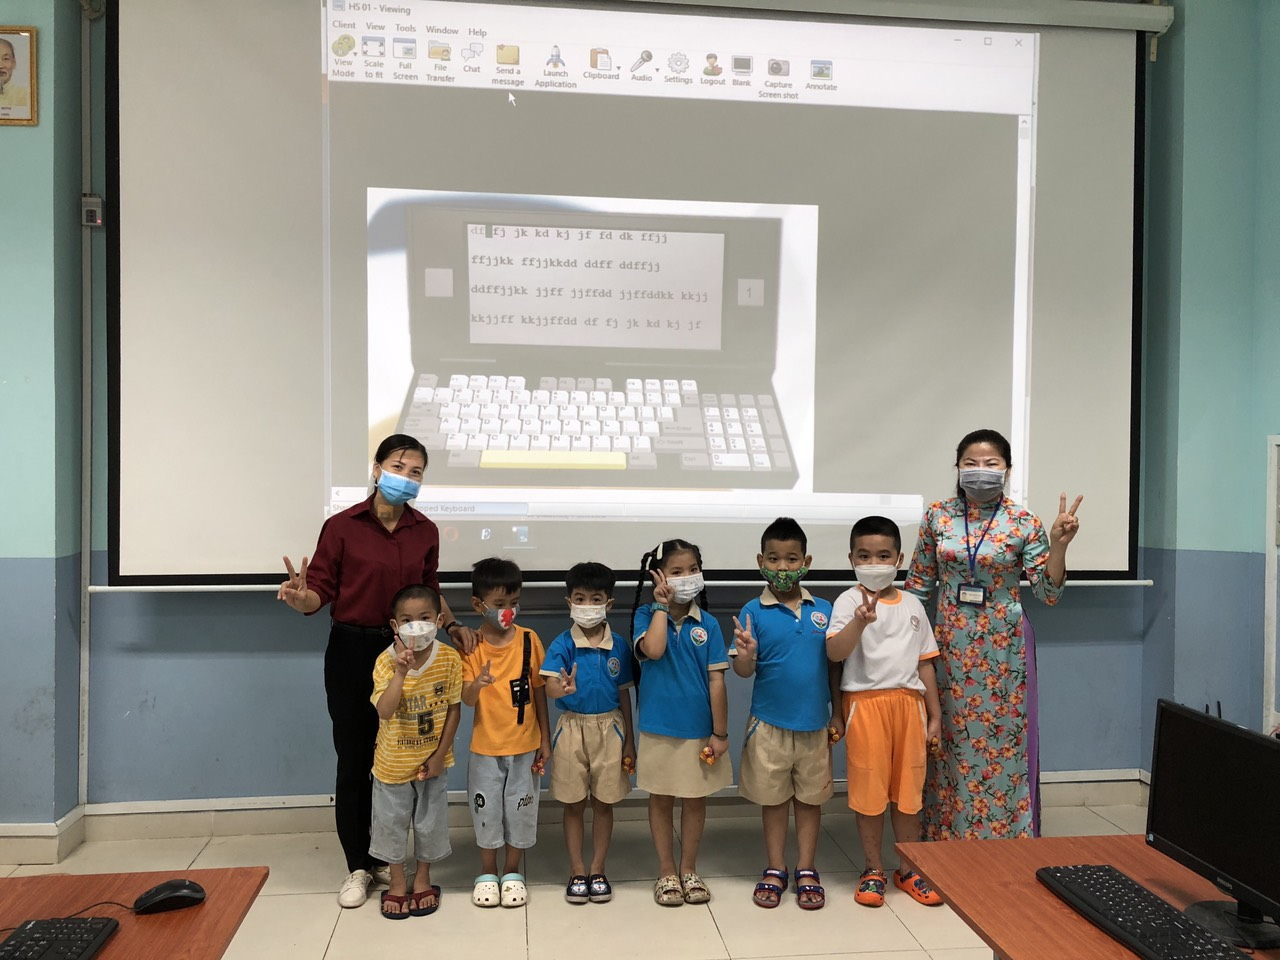 HS 01 - Viewing
Client View Tools Window Help
View Mode
Scale to fit
Full Screen
File Transfer
Chat
Send a message
Launch Application
Clipboard
Audio
Settings
Logout
Blank
Capture Screen shot
Annotate
df fj jk kd kj jf fd dk ffjj
ffjjkk ffjjkkdd ddff ddffjj
ddffjjkk jjff jjffdd jjffddkk kkjj
kkjjff kkjjffdd df fj jk kd kj jf
1
Q W E R T Y U I O P
A S D F G H J K L
Z X C V B N M
oped Keyboard
5